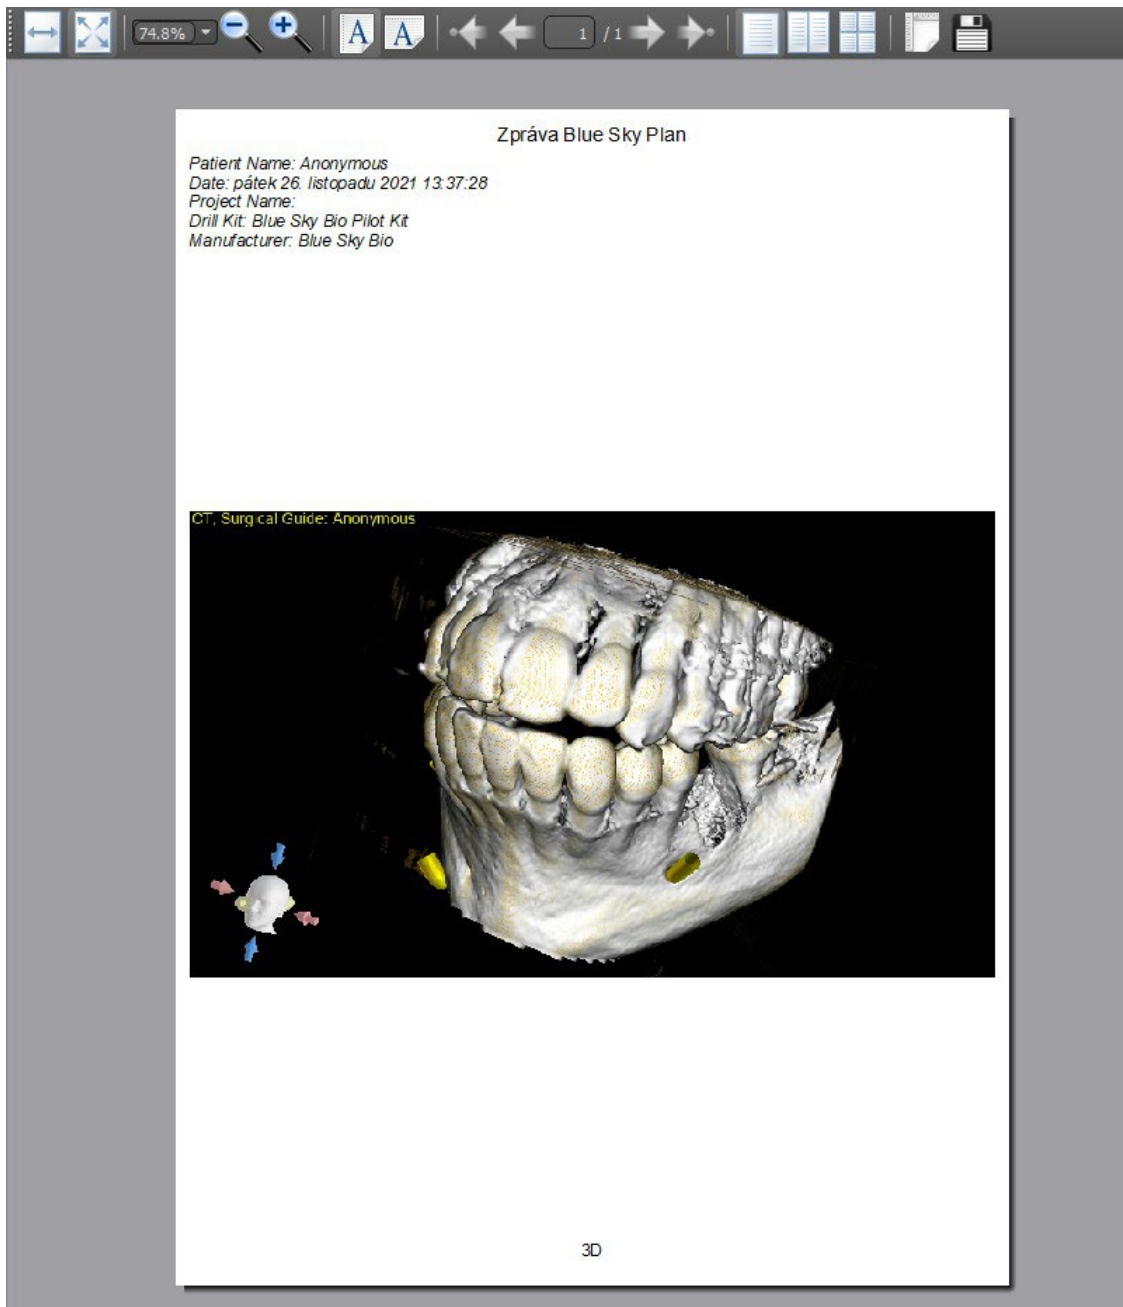 74.8%
A A
1 / 1
Zpráva Blue Sky Plan
Patient Name: Anonymous
Date: pátek 26. listopadu 2021 13:37:28
Project Name:
Drill Kit: Blue Sky Bio Pilot Kit
Manufacturer: Blue Sky Bio
CT, Surgical Guide: Anonymous
3D